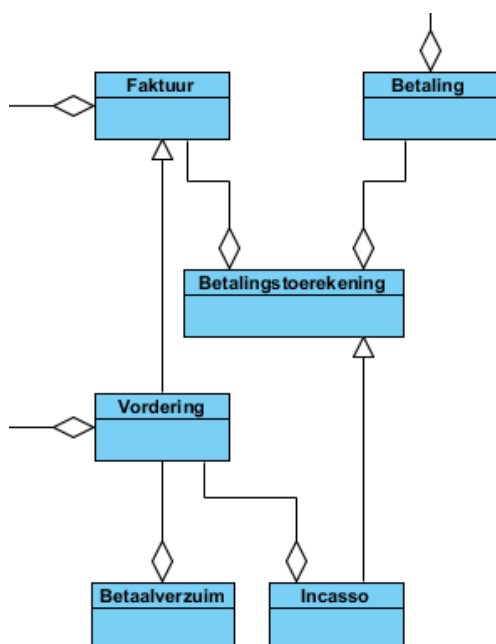 Faktuur
Betaling
Betalingstoerekening
Vordering
Betaalverzuim
Incasso